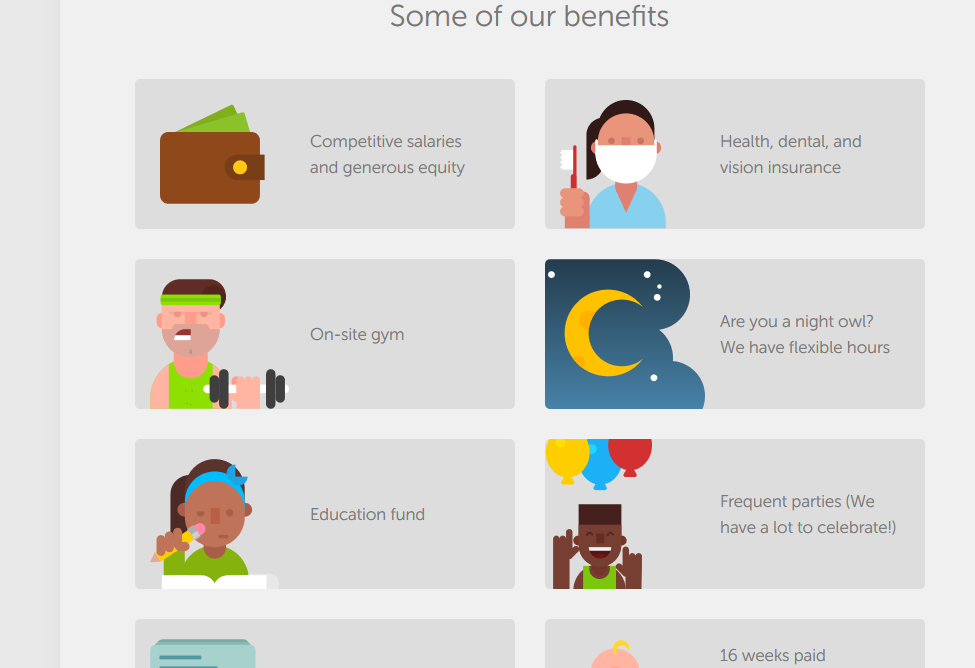 Some of our benefits
Competitive salaries
and generous equity
Health, dental, and
vision insurance
On-site gym
Are you a night owl?
We have flexible hours
Education fund
Frequent parties (We
have a lot to celebrate!)
16 weeks paid